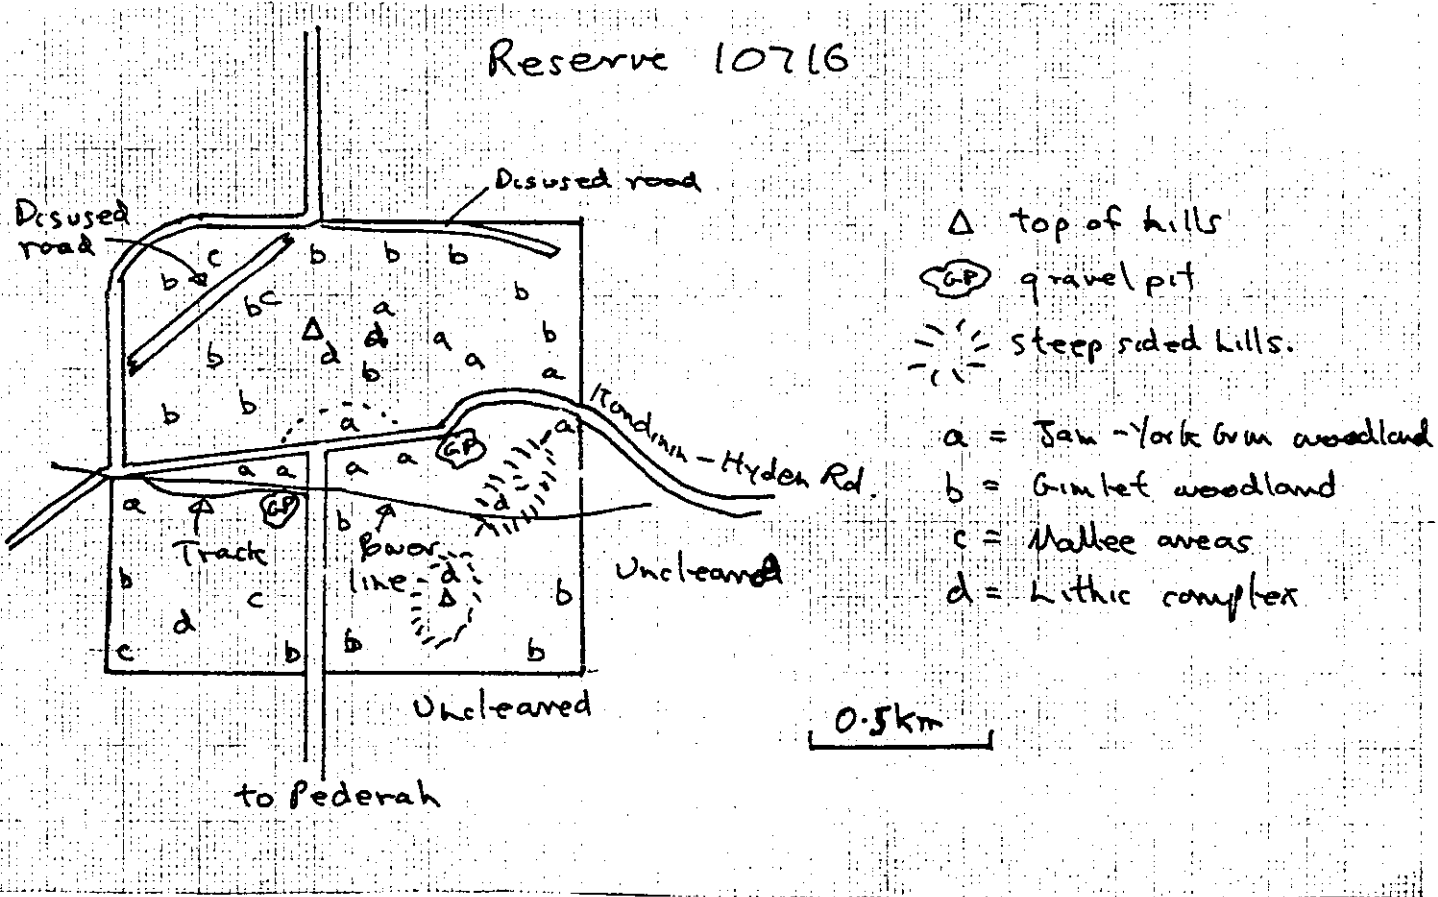 Reserve 10716
Disused road
Disused
road
c
b
b
b
b
b
c
b
a
d
b
d
a
b
b
a
b
a
b
b
a
a
GP
Kondinin - Hyden Rd.
a
a
a
a
a
GP
b
d
Track
Power
line
d
Uncleared
b
c
b
d
c
b
b
b
Uncleared
to Pederah
Δ top of hills
GP gravel pit
steep sided hills.
a = Jam - York Gum woodland
b = Gimlet woodland
c = Mallee areas
d = Lithic complex
0.5km